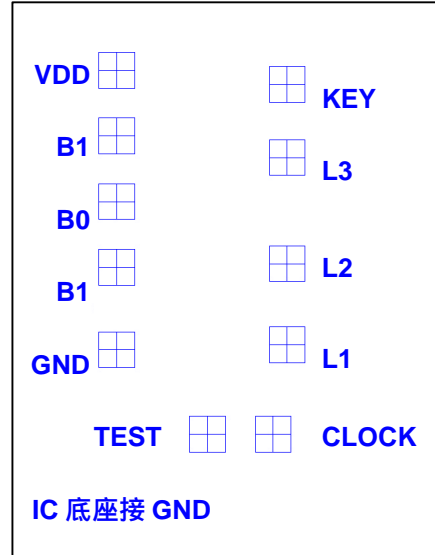 VDD
KEY
B1
L3
B0
B1
L2
GND
L1
TEST CLOCK
IC 底座接 GND